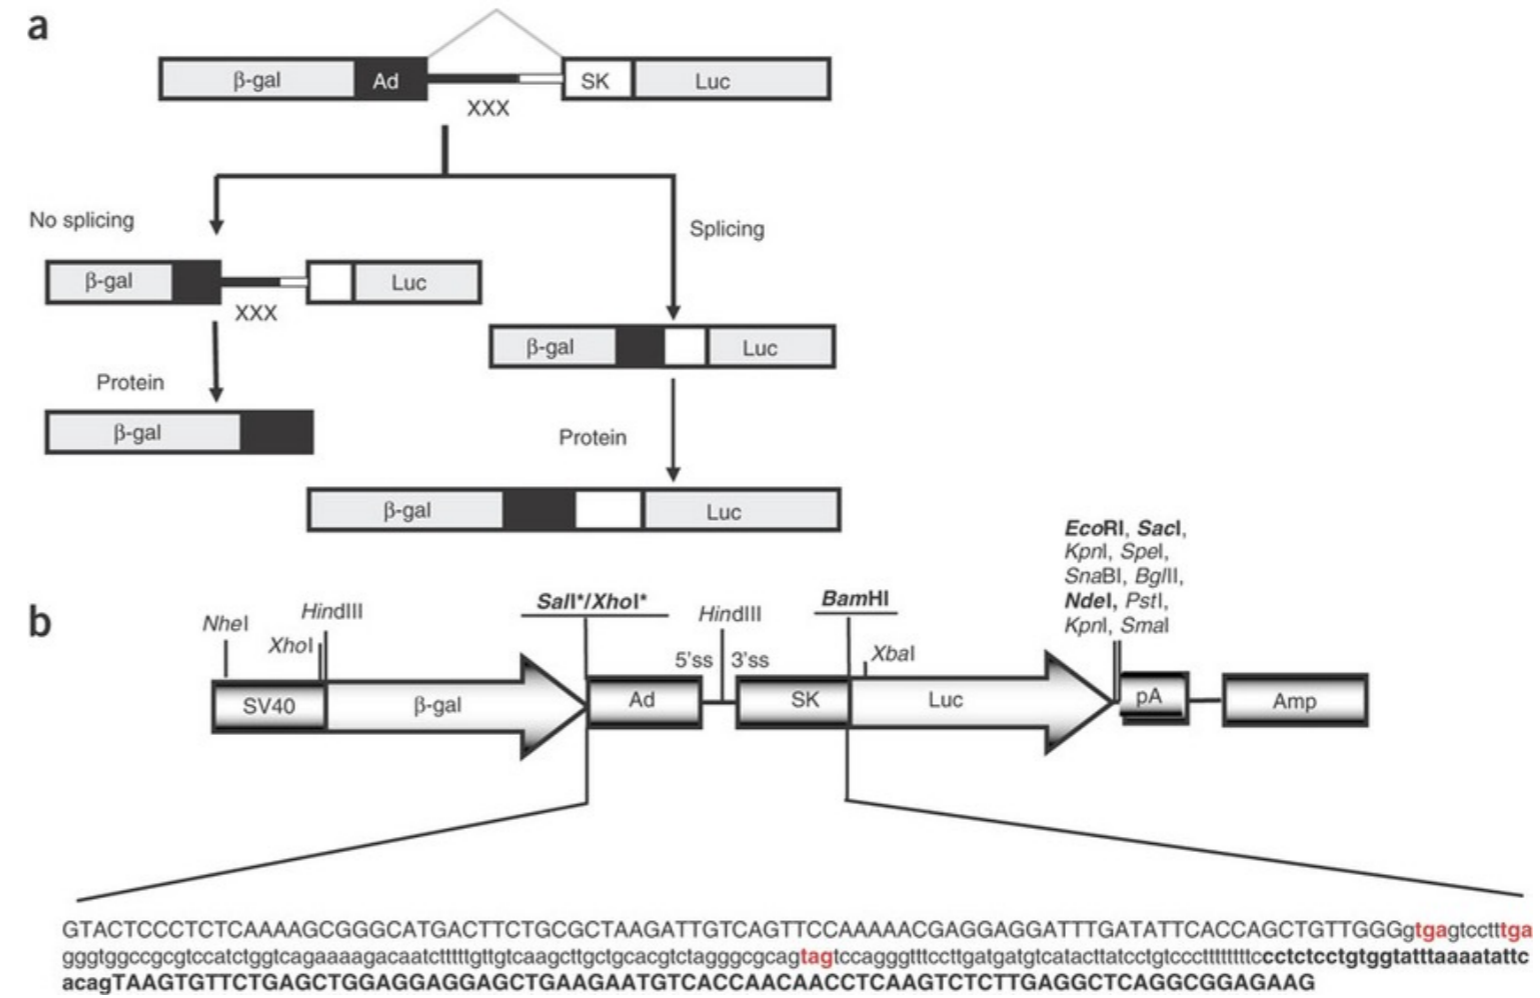 a
β-gal Ad SK Luc
XXX
No splicing
Splicing
β-gal Luc
XXX
β-gal Luc
Protein
β-gal
Protein
β-gal Luc
EcoRI, SacI,
KpnI, SpeI,
SnaBI, BglII,
NdeI, PstI,
KpnI, SmaI
b
NheI
XhoI
HindIII
SalI*/XhoI*
HindIII
BamHI
5'ss 3'ss
XbaI
SV40 β-gal Ad SK Luc pA Amp
GTACTCCCTCTCAAAAGCGGGCATGACTTCTGCGCTAAGATTGTCAGTTCCAAAAACGAGGAGGATTTGATATTCACCAGCTGTTGGGgtgagtcctttga
gggtggccgcgtccatctggtcagaaaagacaatctttttgttgtcaagcttgctgcacgtctagggcgcagtagtccagggtttccttgatgatgtcatacttatcctgtccctttttttttccctctcctgtggtatttaaaatattc
acagTAAGTGTTCTGAGCTGGAGGAGGAGCTGAAGAATGTCACCAACAACCTCAAGTCTCTTGAGGCTCAGGCGGAGAAG